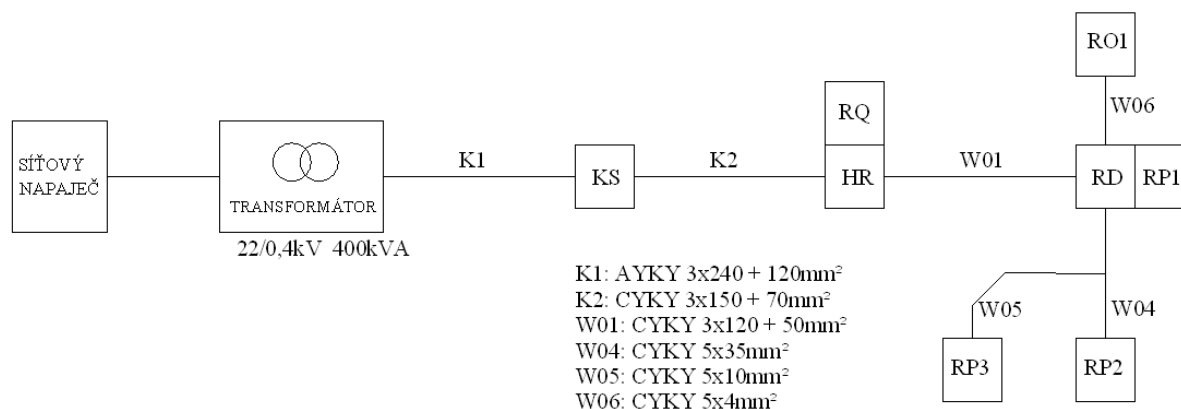 RO1
W06
RQ
SÍŤOVÝ
NAPAJEČ
TRANSFORMÁTOR
22/0,4kV 400kVA
K1
KS
K2
HR
W01
RD
RP1
K1: AYKY 3x240 + 120mm²
K2: CYKY 3x150 + 70mm²
W01: CYKY 3x120 + 50mm²
W04: CYKY 5x35mm²
W05: CYKY 5x10mm²
W06: CYKY 5x4mm²
W05
W04
RP3
RP2